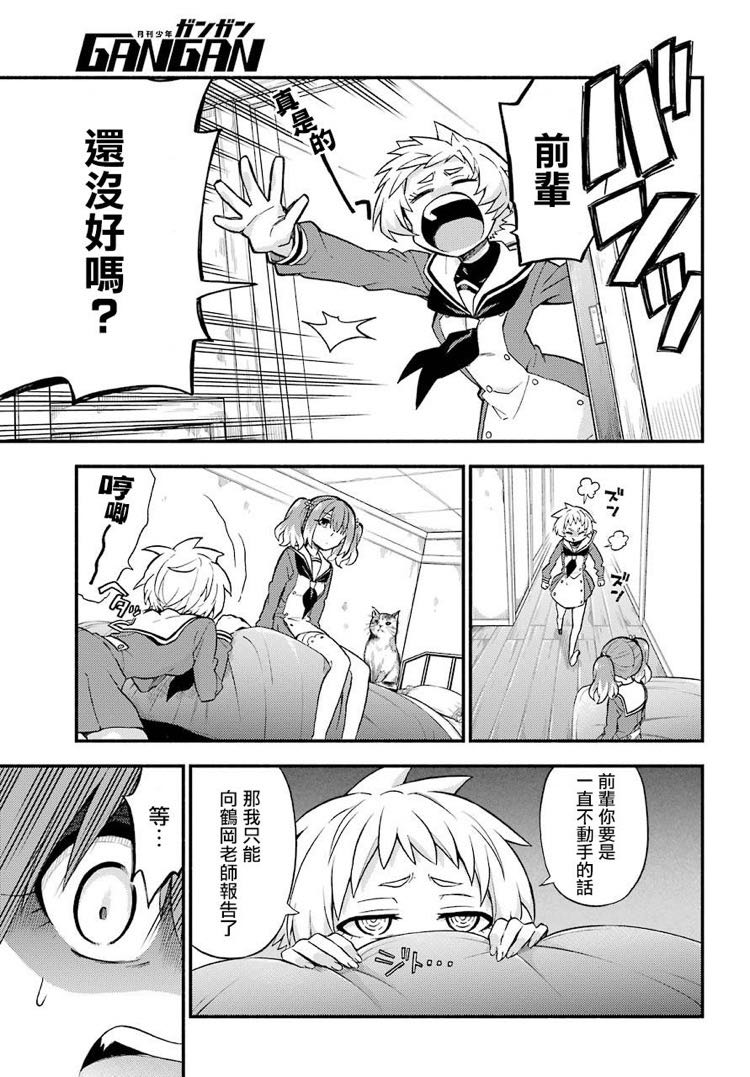 月刊少年ガンガン
GANGAN
バンッ
前輩
真是的
還沒好嗎？
ズン
ズン
哼唧
前輩你要是
一直不動手的話
那我只能
向鶴岡老師報告了
ジトー…
等…